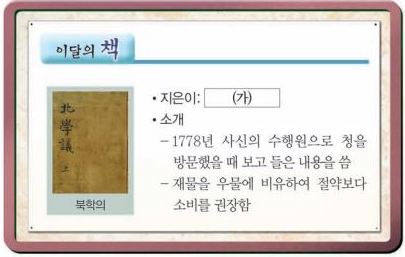 이달의 책
• 지은이: (가)
• 소개
– 1778년 사신의 수행원으로 청을
방문했을 때 보고 들은 내용을 씀
– 재물을 우물에 비유하여 절약보다
소비를 권장함
北學議 上
북학의